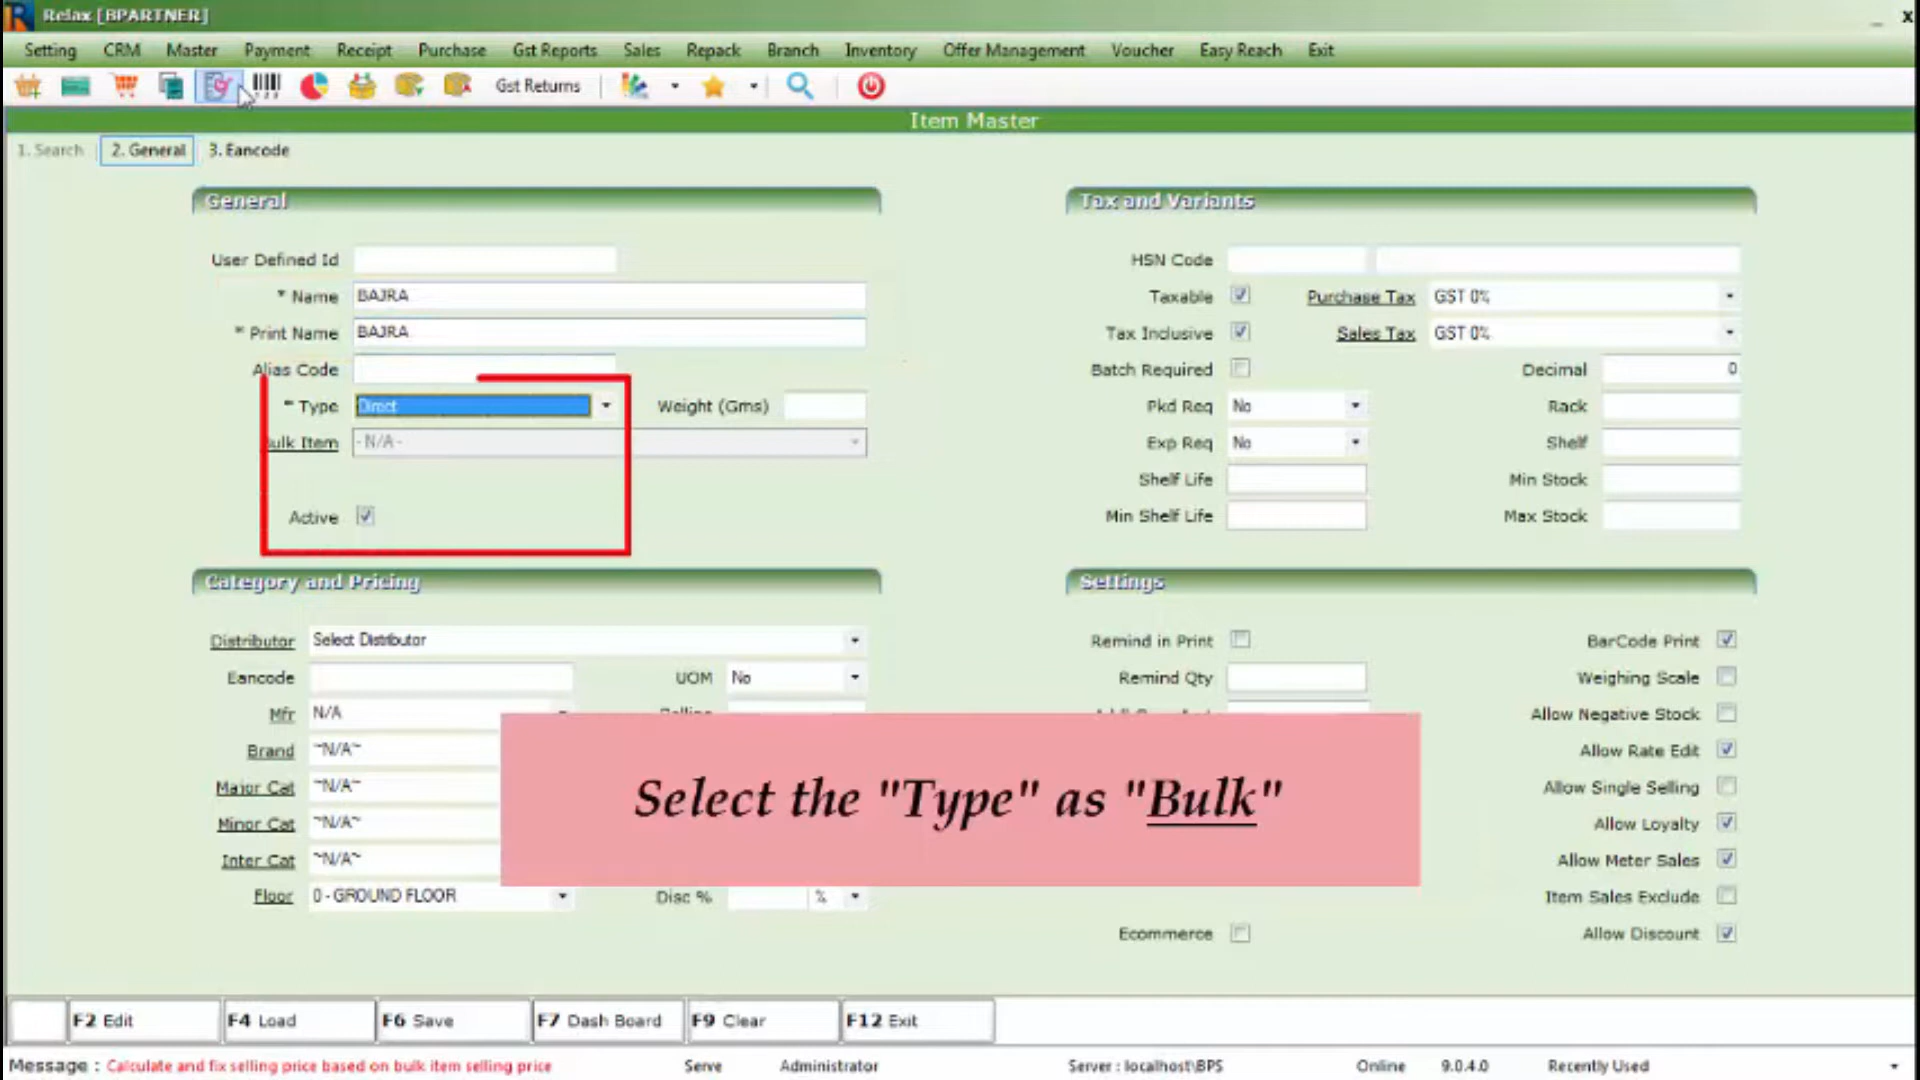 Relax [BPARTNER]
_ X
Setting CRM Master Payment Receipt Purchase Gst Reports Sales Repack Branch Inventory Offer Management Voucher Easy Reach Exit
Gst Returns
Item Master
1. Search 2. General 3. Eancode
General
User Defined Id
* Name BAJRA
* Print Name BAJRA
Alias Code
* Type Direct Weight (Gms)
Bulk Item - N/A -
Active
Tax and Variants
HSN Code
Taxable Purchase Tax GST 0%
Tax Inclusive Sales Tax GST 0%
Batch Required Decimal 0
Pkd Req No Rack
Exp Req No Shelf
Shelf Life Min Stock
Min Shelf Life Max Stock
Category and Pricing
Distributor Select Distributor
Eancode UOM No
Mfr N/A Selling
Brand ~N/A~
Major Cat ~N/A~
Minor Cat ~N/A~
Inter Cat ~N/A~
Floor 0 - GROUND FLOOR Disc % %
Settings
Remind in Print BarCode Print
Remind Qty Weighing Scale
Allow Negative Stock
Allow Rate Edit
Allow Single Selling
Allow Loyalty
Allow Meter Sales
Item Sales Exclude
Ecommerce Allow Discount
Select the "Type" as "Bulk"
F2 Edit F4 Load F6 Save F7 Dash Board F9 Clear F12 Exit
Message : Calculate and fix selling price based on bulk item selling price Serve Administrator Server : localhost\BPS Online 9.0.4.0 Recently Used